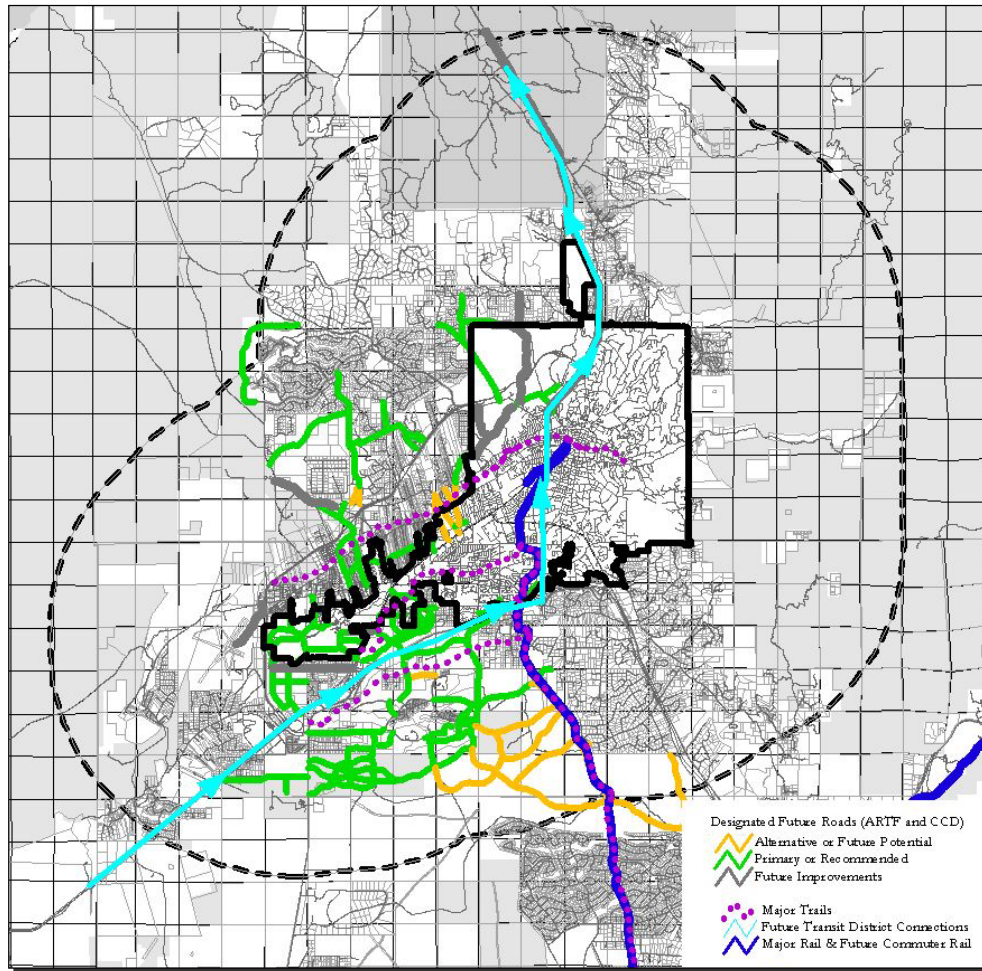 Designated Future Roads (ARTF and CCD)
Alternative or Future Potential
Primary or Recommended
Future Improvements
Major Trails
Future Transit District Connections
Major Rail & Future Commuter Rail